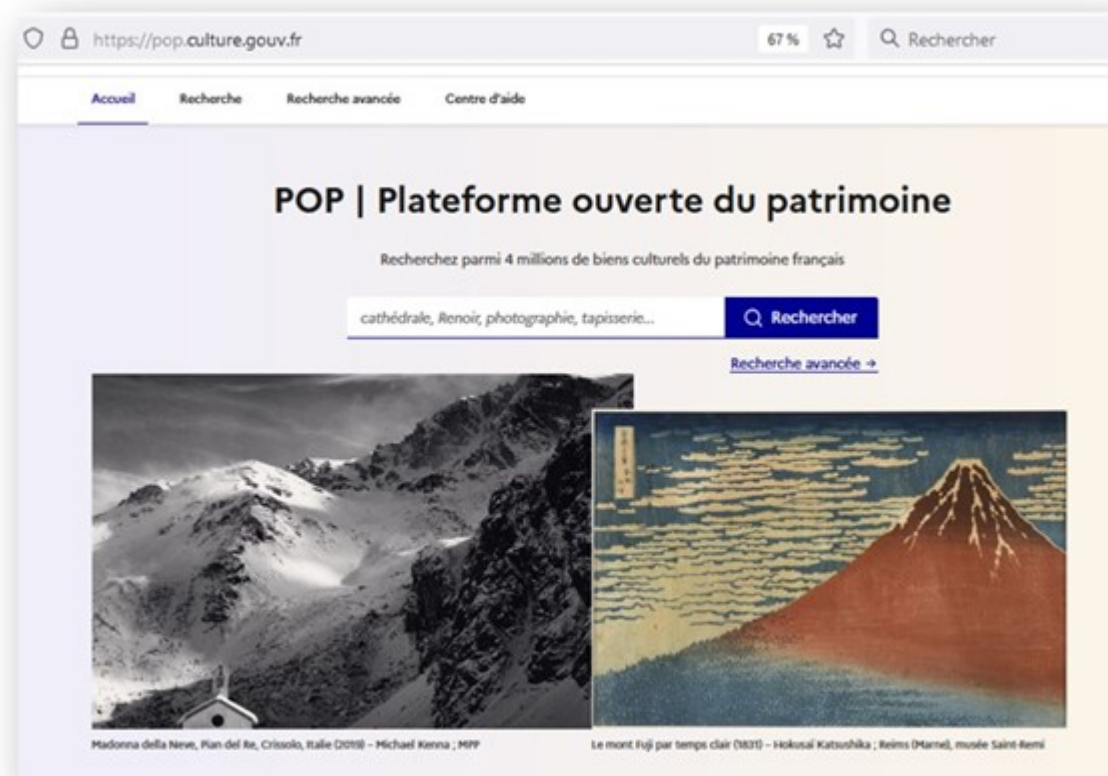 https://pop.culture.gouv.fr
67 %
Rechercher
Accueil
Recherche
Recherche avancée
Centre d'aide
POP | Plateforme ouverte du patrimoine
Recherchez parmi 4 millions de biens culturels du patrimoine français
cathédrale, Renoir, photographie, tapisserie...
Rechercher
Recherche avancée →
Madonna della Neve, Pian del Re, Crissolo, Italie (2019) – Michael Kenna ; MPP
Le mont Fuji par temps clair (1831) – Hokusai Katsushika ; Reims (Marne), musée Saint-Remi